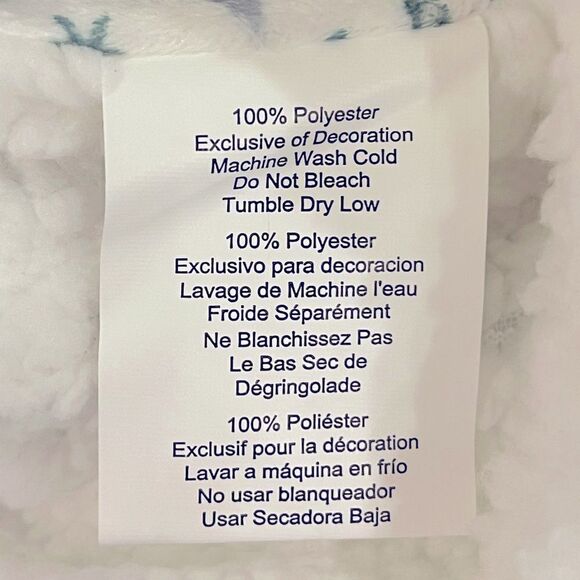 100% Polyester
Exclusive of Decoration
Machine Wash Cold
Do Not Bleach
Tumble Dry Low
100% Polyester
Exclusivo para decoracion
Lavage de Machine l'eau
Froide Séparément
Ne Blanchissez Pas
Le Bas Sec de
Dégringolade
100% Poliéster
Exclusif pour la décoration
Lavar a máquina en frío
No usar blanqueador
Usar Secadora Baja